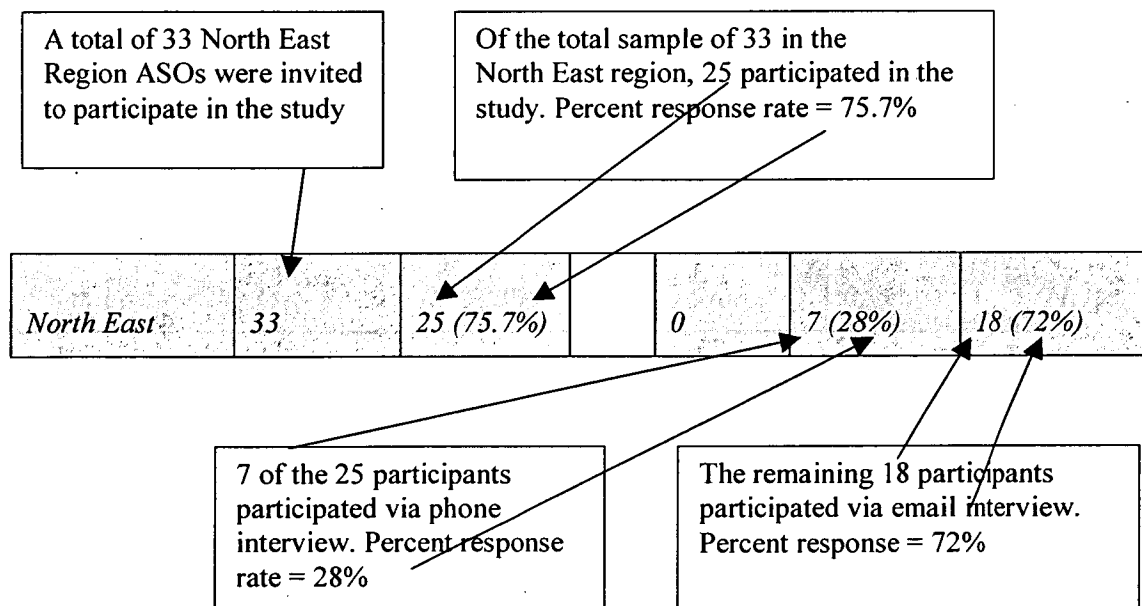 A total of 33 North East
Region ASOs were invited
to participate in the study
Of the total sample of 33 in the
North East region, 25 participated in the
study. Percent response rate = 75.7%
North East 33 25 (75.7%) 0 7 (28%) 18 (72%)
7 of the 25 participants
participated via phone
interview. Percent response
rate = 28%
The remaining 18 participants
participated via email interview.
Percent response = 72%